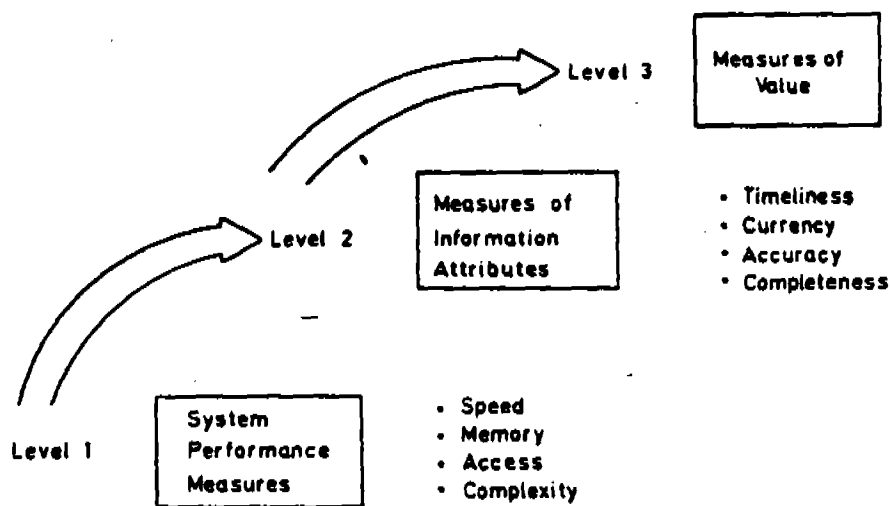 Level 3
Measures of
Value
Level 2
Measures of
Information
Attributes
• Timeliness
• Currency
• Accuracy
• Completeness
Level 1
System
Performance
Measures
• Speed
• Memory
• Access
• Complexity